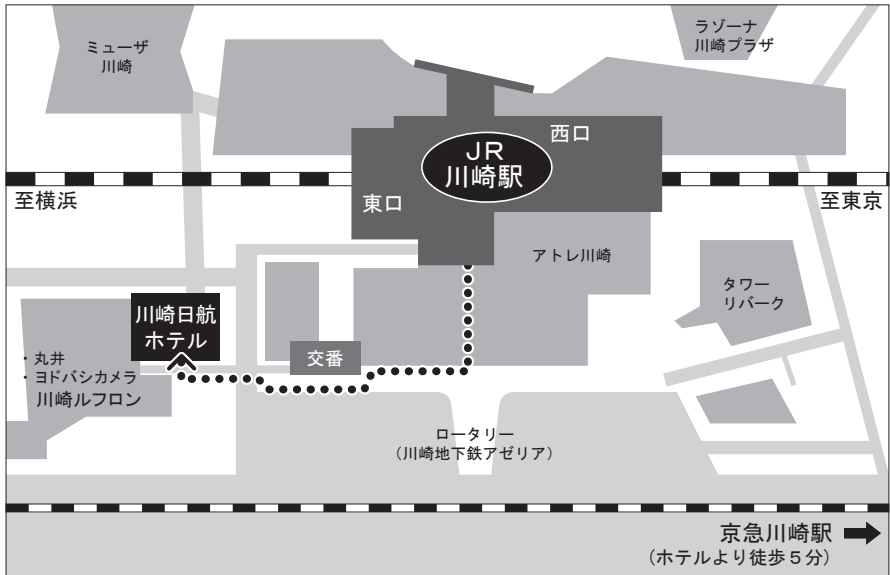 ミューザ
川崎
ラゾーナ
川崎プラザ
西口
JR
川崎駅
東口
至横浜
至東京
アトレ川崎
タワー
リバーク
川崎日航
ホテル
交番
・丸井
・ヨドバシカメラ
川崎ルフロン
ロータリー
(川崎地下鉄アゼリア)
京急川崎駅
(ホテルより徒歩5分)